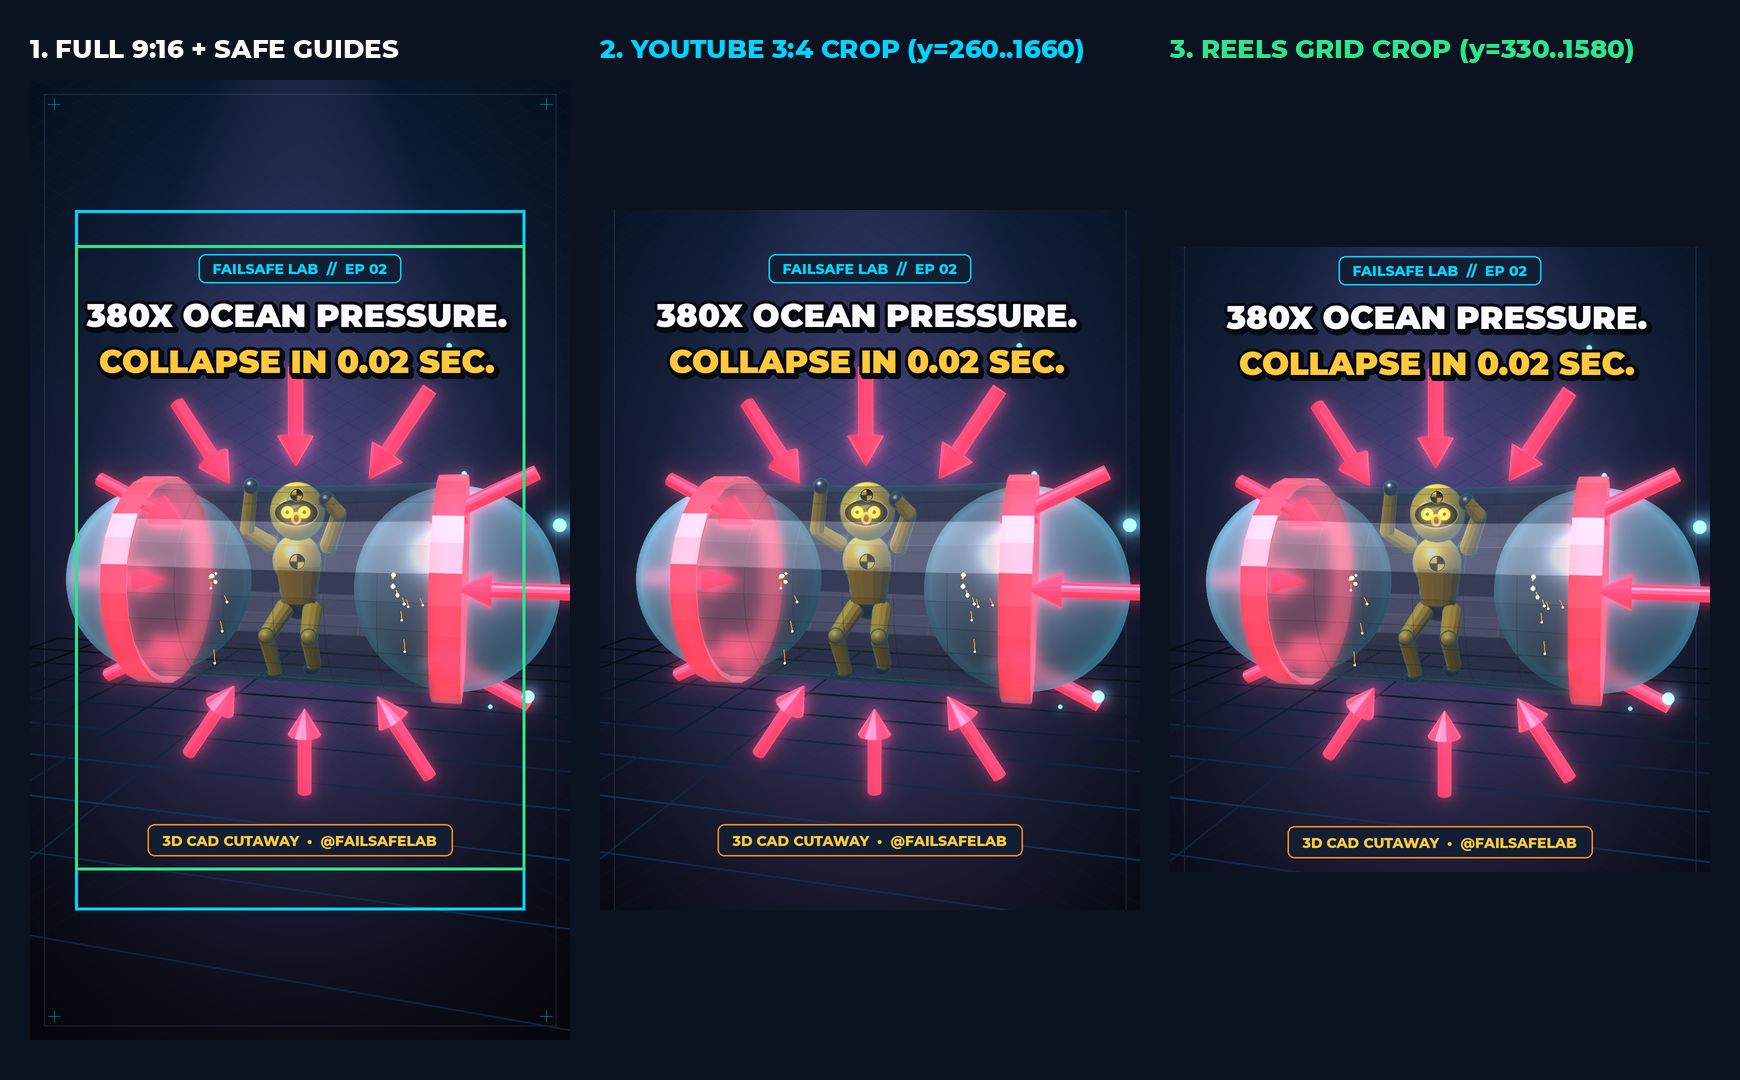 1. FULL 9:16 + SAFE GUIDES
FAILSAFE LAB // EP 02
380X OCEAN PRESSURE.
COLLAPSE IN 0.02 SEC.
3D CAD CUTAWAY • @FAILSAFELAB
2. YOUTUBE 3:4 CROP (y=260..1660)
FAILSAFE LAB // EP 02
380X OCEAN PRESSURE.
COLLAPSE IN 0.02 SEC.
3D CAD CUTAWAY • @FAILSAFELAB
3. REELS GRID CROP (y=330..1580)
FAILSAFE LAB // EP 02
380X OCEAN PRESSURE.
COLLAPSE IN 0.02 SEC.
3D CAD CUTAWAY • @FAILSAFELAB